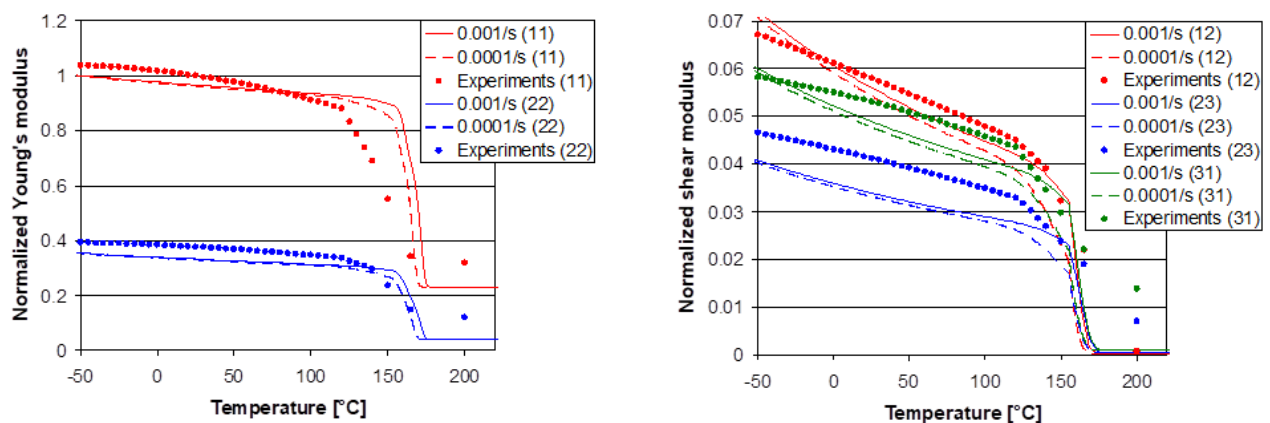 1.2
1
0.8
0.6
0.4
0.2
0
-50
0
50
100
150
200
Normalized Young's modulus
Temperature [°C]
0.001/s (11)
0.0001/s (11)
Experiments (11)
0.001/s (22)
0.0001/s (22)
Experiments (22)
0.07
0.06
0.05
0.04
0.03
0.02
0.01
0
-50
0
50
100
150
200
Normalized shear modulus
Temperature [°C]
0.001/s (12)
0.0001/s (12)
Experiments (12)
0.001/s (23)
0.0001/s (23)
Experiments (23)
0.001/s (31)
0.0001/s (31)
Experiments (31)